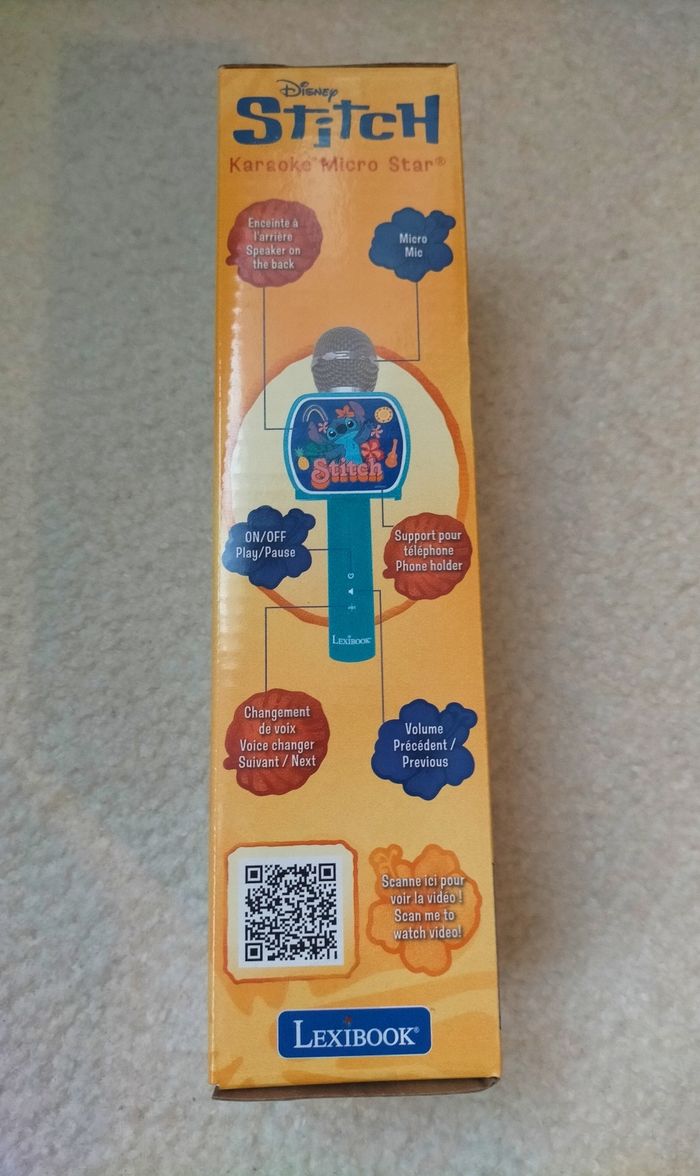 Disney
Stitch
Karaoke Micro Star®
Enceinte à
l'arrière
Speaker on
the back
Micro
Mic
Stitch
ON/OFF
Play/Pause
Support pour
téléphone
Phone holder
LEXIBOOK
Changement
de voix
Voice changer
Suivant / Next
Volume
Précédent /
Previous
Scanne ici pour
voir la vidéo !
Scan me to
watch video!
LEXIBOOK®